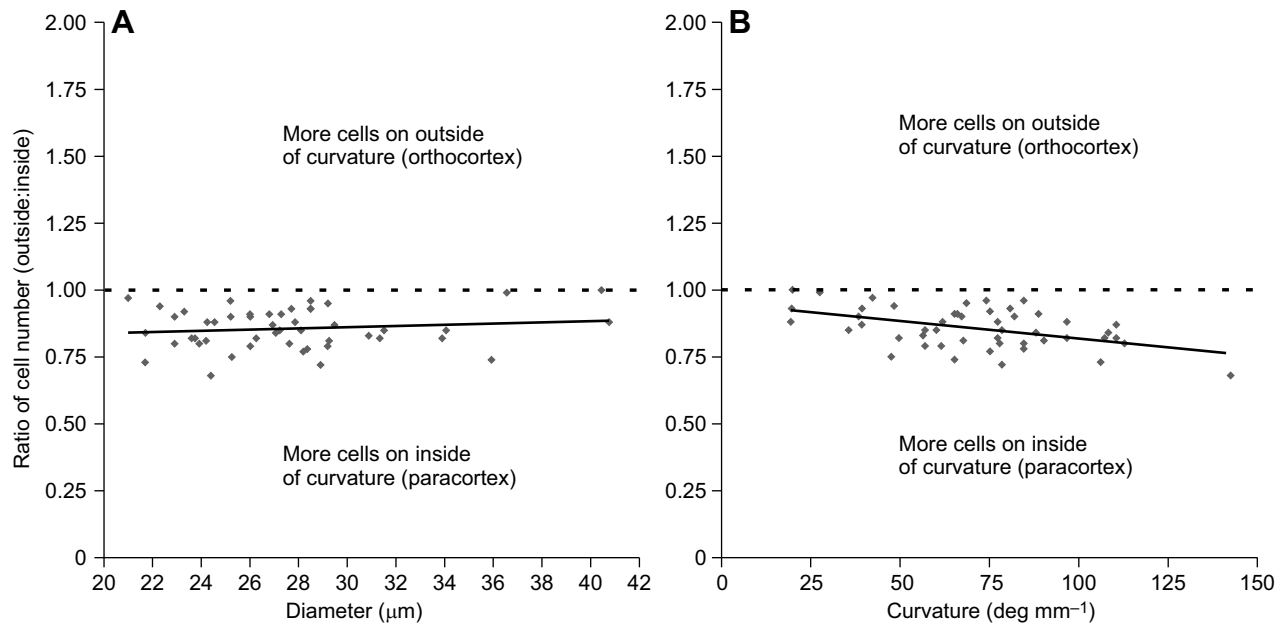 A
B
Ratio of cell number (outside:inside)
2.00
1.75
1.50
1.25
1.00
0.75
0.50
0.25
0
More cells on outside
of curvature (orthocortex)
More cells on inside
of curvature (paracortex)
20 22 24 26 28 30 32 34 36 38 40 42
Diameter (μm)
2.00
1.75
1.50
1.25
1.00
0.75
0.50
0.25
0
More cells on outside
of curvature (orthocortex)
More cells on inside
of curvature (paracortex)
0 25 50 75 100 125 150
Curvature (deg mm⁻¹)